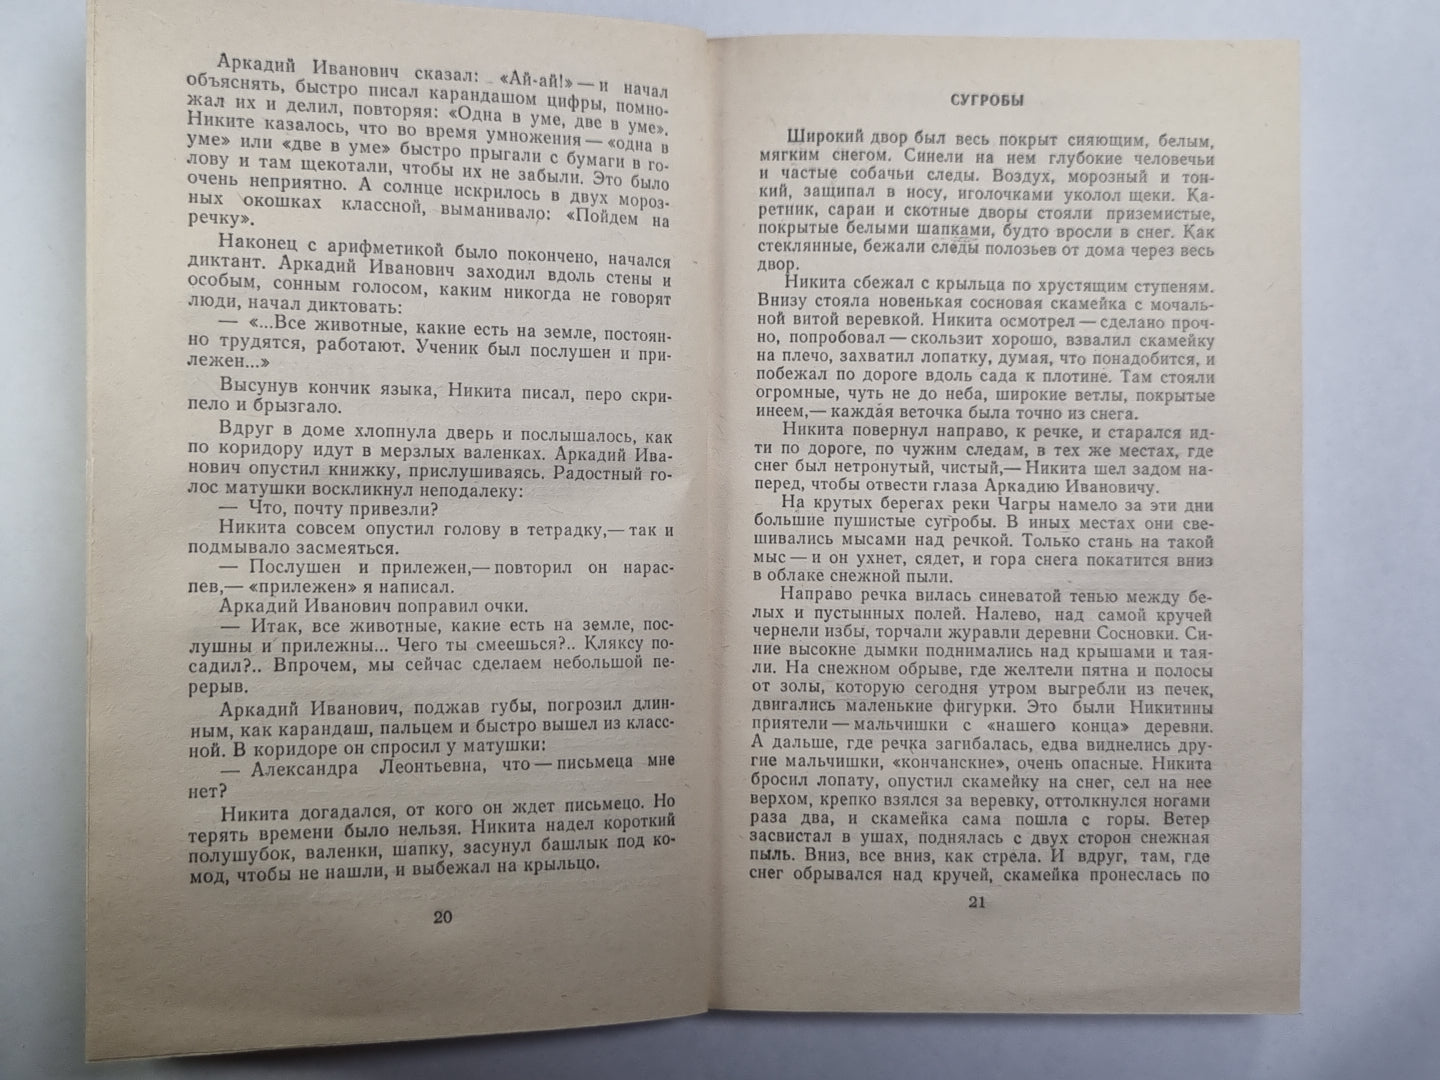 Аркадий Иванович сказал: «Ай-ай!» — и начал
объяснять, быстро писал карандашом цифры, помно-
жал их и делил, повторяя: «Одна в уме, две в уме».
Никите казалось, что во время умножения — «одна в
уме» или «две в уме» быстро прыгали с бумаги в го-
лову и там щекотали, чтобы их не забыли. Это было
очень неприятно. А солнце искрилось в двух мороз-
ных окошках классной, выманивало: «Пойдем на
речку».
Наконец с арифметикой было покончено, начался
диктант. Аркадий Иванович заходил вдоль стены и
особым, сонным голосом, каким никогда не говорят
люди, начал диктовать:
— «...Все животные, какие есть на земле, постоян-
но трудятся, работают. Ученик был послушен и при-
лежен...»
Высунув кончик языка, Никита писал, перо скри-
пело и брызгало.
Вдруг в доме хлопнула дверь и послышалось, как
по коридору идут в мерзлых валенках. Аркадий Ива-
нович опустил книжку, прислушиваясь. Радостный го-
лос матушки воскликнул неподалеку:
— Что, почту привезли?
Никита совсем опустил голову в тетрадку,— так и
подмывало засмеяться.
— Послушен и прилежен,— повторил он нарас-
пев,— «прилежен» я написал.
Аркадий Иванович поправил очки.
— Итак, все животные, какие есть на земле, пос-
лушны и прилежны... Чего ты смеешься?.. Кляксу по-
садил?.. Впрочем, мы сейчас сделаем небольшой пе-
рерыв.
Аркадий Иванович, поджав губы, погрозил длин-
ным, как карандаш, пальцем и быстро вышел из класс-
ной. В коридоре он спросил у матушки:
— Александра Леонтьевна, что — письмеца мне
нет?
Никита догадался, от кого он ждет письмецо. Но
терять времени было нельзя. Никита надел короткий
полушубок, валенки, шапку, засунул башлык под ко-
мод, чтобы не нашли, и выбежал на крыльцо.
20
СУГРОБЫ
Широкий двор был весь покрыт сияющим, белым,
мягким снегом. Синели на нем глубокие человечьи
и частые собачьи следы. Воздух, морозный и тон-
кий, защипал в носу, иголочками уколол щеки. Ка-
ретник, сараи и скотные дворы стояли приземистые,
покрытые белыми шапками, будто вросли в снег. Как
стеклянные, бежали следы полозьев от дома через весь
двор.
Никита сбежал с крыльца по хрустящим ступеням.
Внизу стояла новенькая сосновая скамейка с мочаль-
ной витой веревкой. Никита осмотрел — сделано проч-
но, попробовал — скользит хорошо, взвалил скамейку
на плечо, захватил лопатку, думая, что понадобится, и
побежал по дороге вдоль сада к плотине. Там стояли
огромные, чуть не до неба, широкие ветлы, покрытые
инеем,— каждая веточка была точно из снега.
Никита повернул направо, к речке, и старался ид-
ти по дороге, по чужим следам, в тех же местах, где
снег был нетронутый, чистый,— Никита шел задом на-
перед, чтобы отвести глаза Аркадию Ивановичу.
На крутых берегах реки Чагры намело за эти дни
большие пушистые сугробы. В иных местах они све-
шивались мысами над речкой. Только стань на такой
мыс — и он ухнет, сядет, и гора снега покатится вниз
в облаке снежной пыли.
Направо речка вилась синеватой тенью между бе-
лых и пустынных полей. Налево, над самой кручей
чернели избы, торчали журавли деревни Сосновки. Си-
ние высокие дымки поднимались над крышами и тая-
ли. На снежном обрыве, где желтели пятна и полосы
от золы, которую сегодня утром выгребли из печек,
двигались маленькие фигурки. Это были Никитины
приятели — мальчишки с «нашего конца» деревни.
А дальше, где речка загибалась, едва виднелись дру-
гие мальчишки, «кончанские», очень опасные. Никита
бросил лопату, опустил скамейку на снег, сел на нее
верхом, крепко взялся за веревку, оттолкнулся ногами
раза два, и скамейка сама пошла с горы. Ветер
засвистал в ушах, поднялась с двух сторон снежная
пыль. Вниз, все вниз, как стрела. И вдруг, там, где
снег обрывался над кручей, скамейка пронеслась по
21